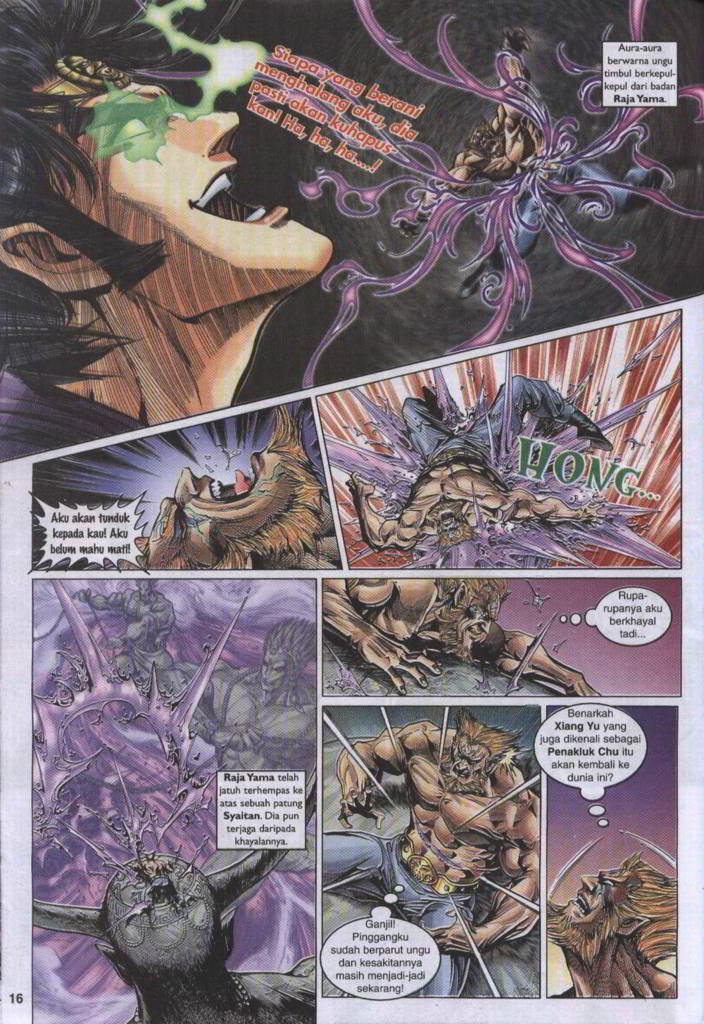 Siapa yang berani
menghalang aku, dia
pasti akan kuhapus-
kan! Ha, ha, ha...!
Aura-aura
berwarna ungu
timbul berkepul-
kepul dari badan
Raja Yama.
Aku akan tunduk
kepada kau! Aku
belum mahu mati!!
HONG...
Rupa-
rupanya aku
berkhayal
tadi...
Raja Yama telah
jatuh terhempas ke
atas sebuah patung
Syaitan. Dia pun
terjaga daripada
khayalannya.
Ganjil!
Pinggangku
sudah berparut ungu
dan kesakitannya
masih menjadi-jadi
sekarang!
Benarkah
Xiang Yu yang
juga dikenali sebagai
Penakluk Chu itu
akan kembali ke
dunia ini?
16